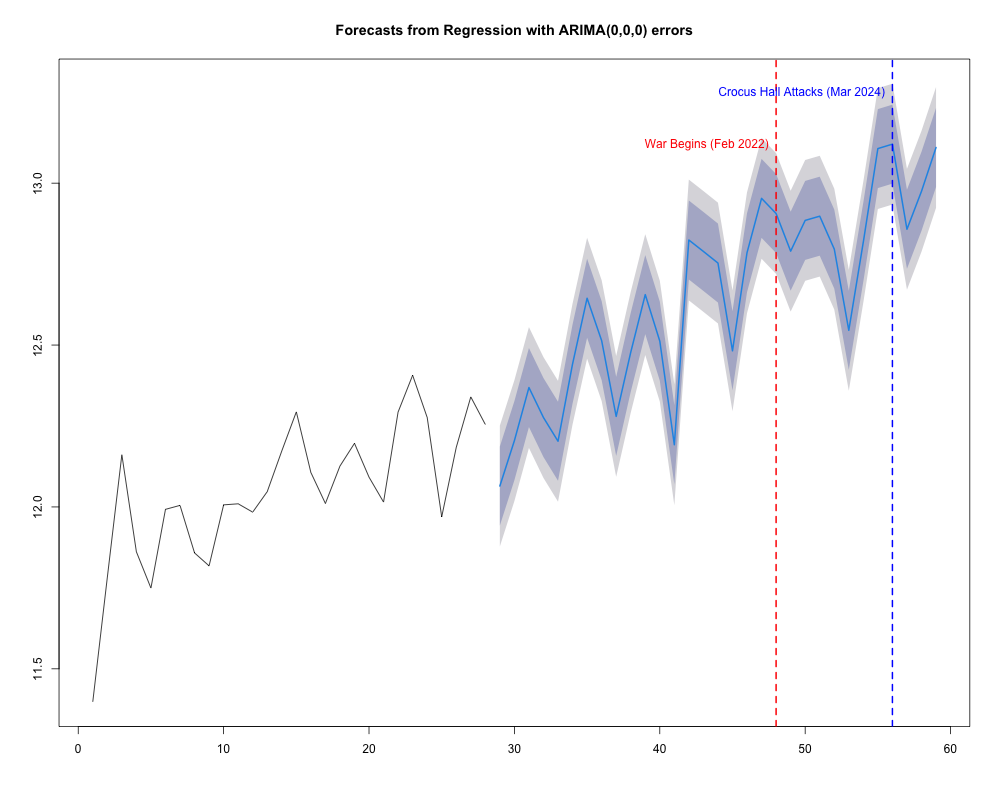 Forecasts from Regression with ARIMA(0,0,0) errors
Crocus Hall Attacks (Mar 2024)
War Begins (Feb 2022)
13.0
12.5
12.0
11.5
0 10 20 30 40 50 60